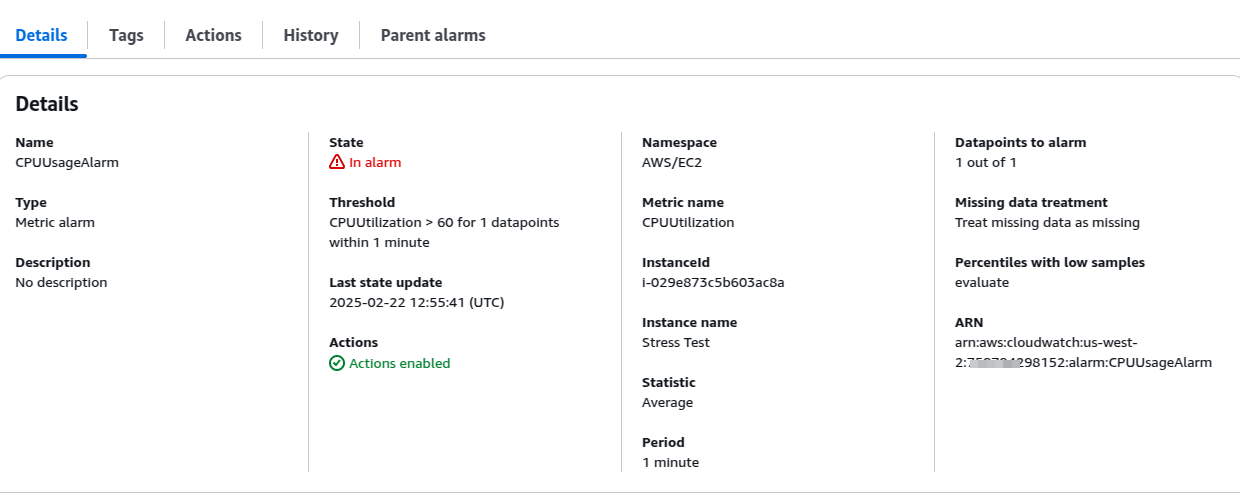 Details
Tags
Actions
History
Parent alarms
Details
Name
CPUUsageAlarm
Type
Metric alarm
Description
No description
State
In alarm
Threshold
CPUUtilization > 60 for 1 datapoints
within 1 minute
Last state update
2025-02-22 12:55:41 (UTC)
Actions
Actions enabled
Namespace
AWS/EC2
Metric name
CPUUtilization
InstanceId
i-029e873c5b603ac8a
Instance name
Stress Test
Statistic
Average
Period
1 minute
Datapoints to alarm
1 out of 1
Missing data treatment
Treat missing data as missing
Percentiles with low samples
evaluate
ARN
arn:aws:cloudwatch:us-west-
2: 298152:alarm:CPUUsageAlarm